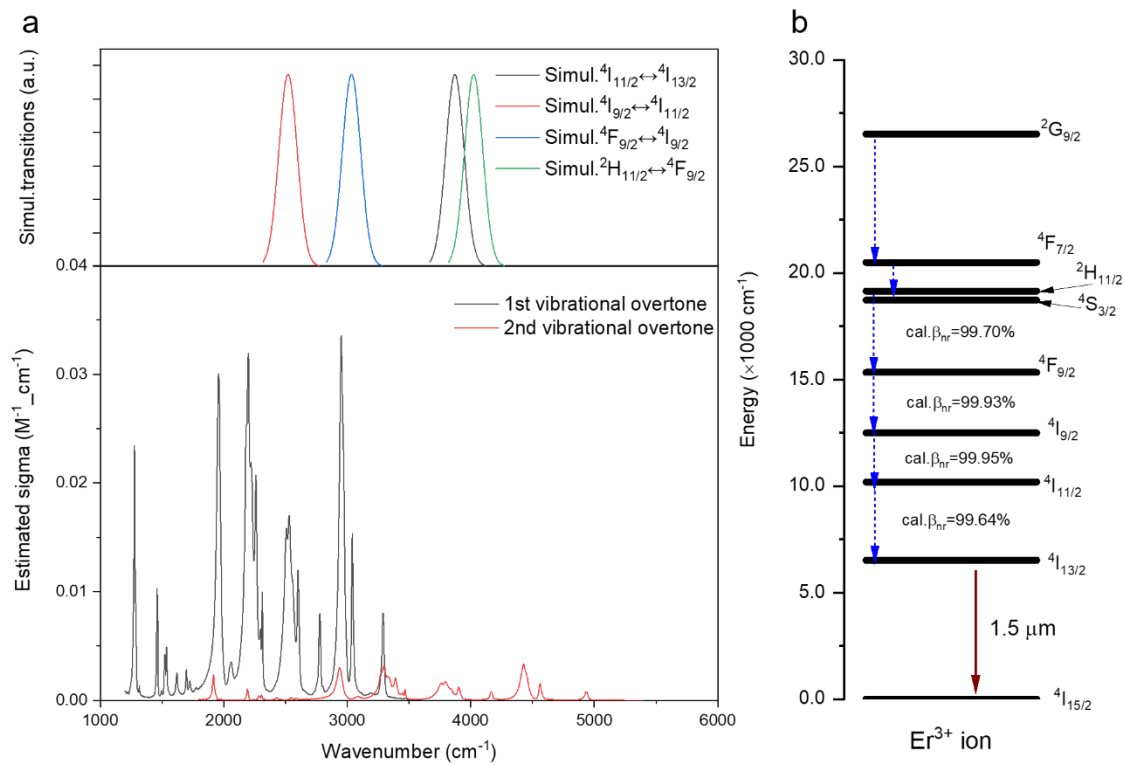 a
Simul.transitions (a.u.)
Simul.⁴I₁₁/₂↔⁴I₁₃/₂
Simul.⁴I₉/₂↔⁴I₁₁/₂
Simul.⁴F₉/₂↔⁴I₉/₂
Simul.²H₁₁/₂↔⁴F₉/₂
0.04
0.03
0.02
0.01
0.00
Estimated sigma (M⁻¹_cm⁻¹)
1st vibrational overtone
2nd vibrational overtone
1000 2000 3000 4000 5000 6000
Wavenumber (cm⁻¹)
b
Energy (×1000 cm⁻¹)
30.0
25.0
20.0
15.0
10.0
5.0
0.0
²G₉/₂
⁴F₇/₂
²H₁₁/₂
⁴S₃/₂
cal.βnr=99.70%
⁴F₉/₂
cal.βnr=99.93%
⁴I₉/₂
cal.βnr=99.95%
⁴I₁₁/₂
cal.βnr=99.64%
⁴I₁₃/₂
1.5 μm
⁴I₁₅/₂
Er³⁺ ion